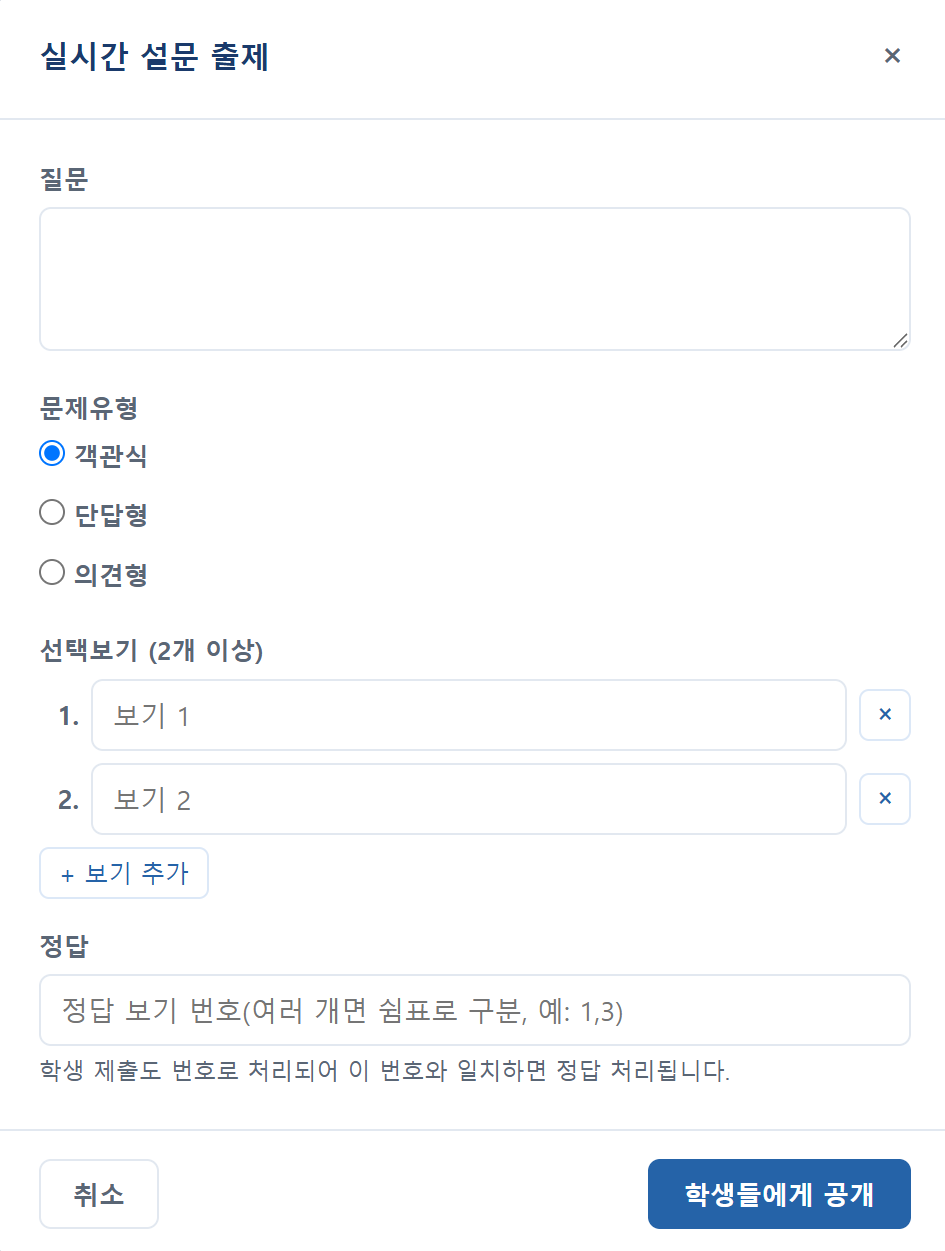 실시간 설문 출제 ×
질문
문제유형
객관식
단답형
의견형
선택보기 (2개 이상)
1. 보기 1 ×
2. 보기 2 ×
+ 보기 추가
정답
정답 보기 번호(여러 개면 쉼표로 구분, 예: 1,3)
학생 제출도 번호로 처리되어 이 번호와 일치하면 정답 처리됩니다.
취소 학생들에게 공개